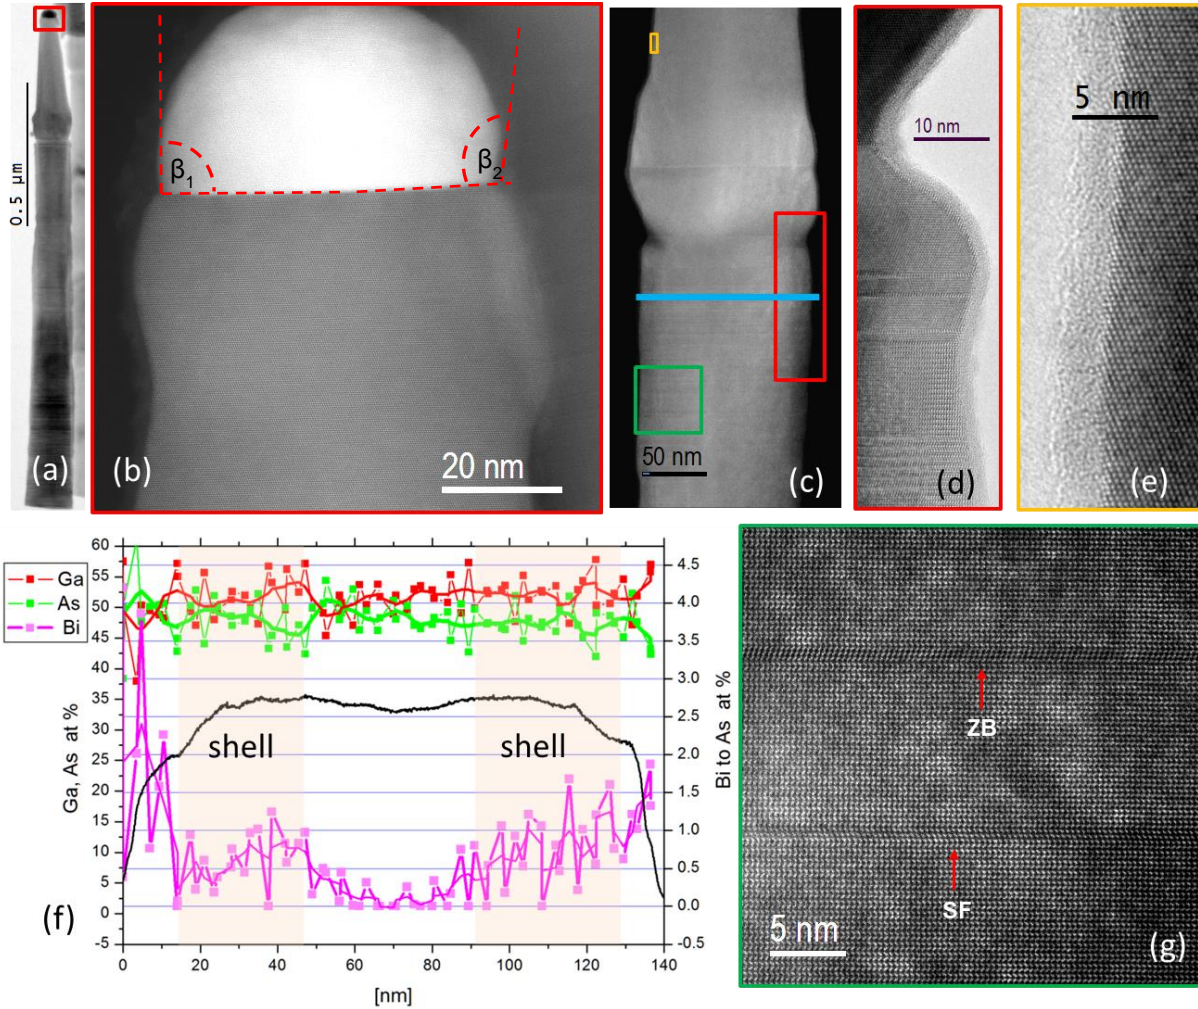 0.5 μm
(a)
β1
β2
20 nm
(b)
50 nm
(c)
10 nm
(d)
5 nm
(e)
Ga
As
Bi
Ga, As at %
60
55
50
45
40
35
30
25
20
15
10
5
0
-5
shell
shell
4.5
4.0
3.5
3.0
2.5
2.0
1.5
1.0
0.5
0.0
-0.5
Bi to As at %
0 20 40 60 80 100 120 140
[nm]
(f)
ZB
SF
5 nm
(g)